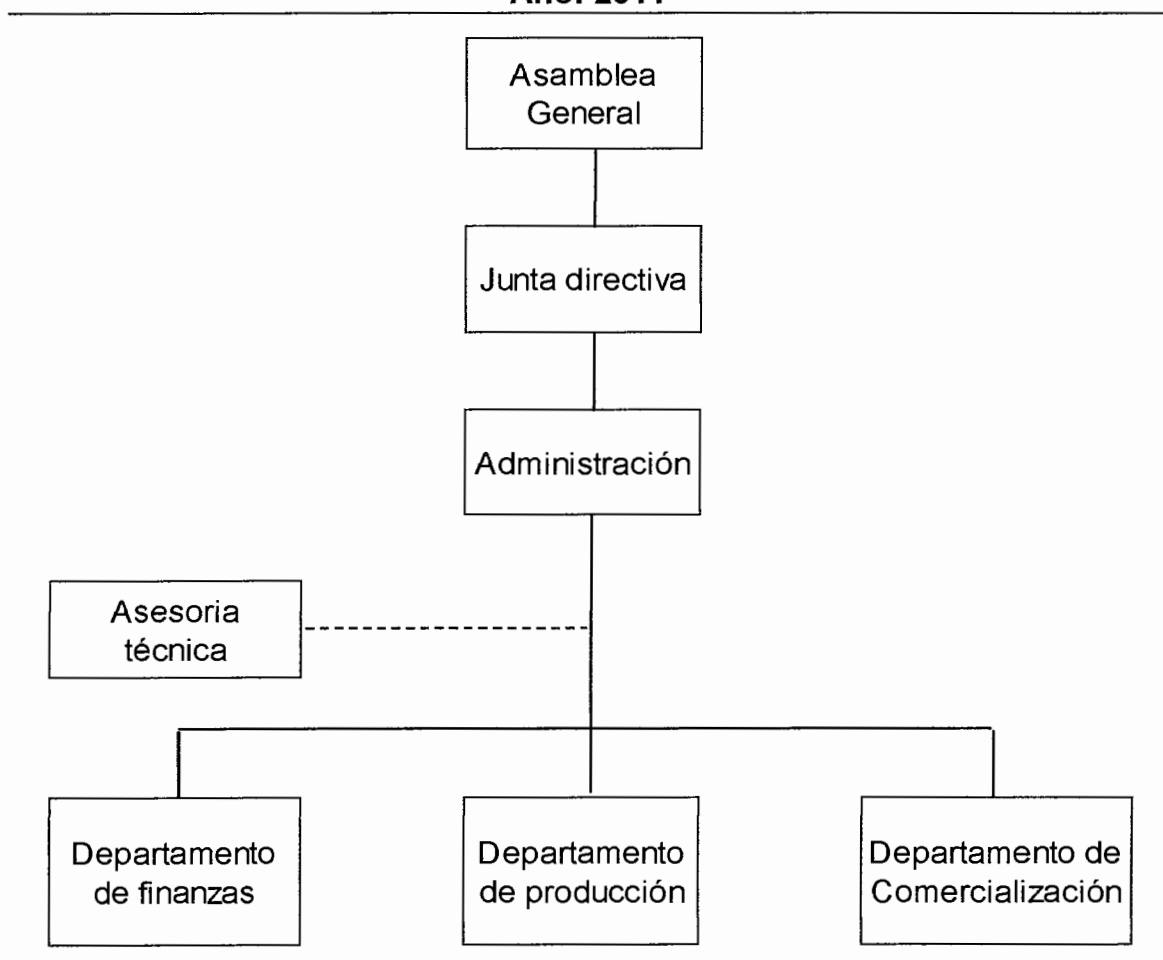 Asamblea
General
Junta directiva
Administración
Asesoria
técnica
Departamento
de finanzas
Departamento
de producción
Departamento de
Comercialización